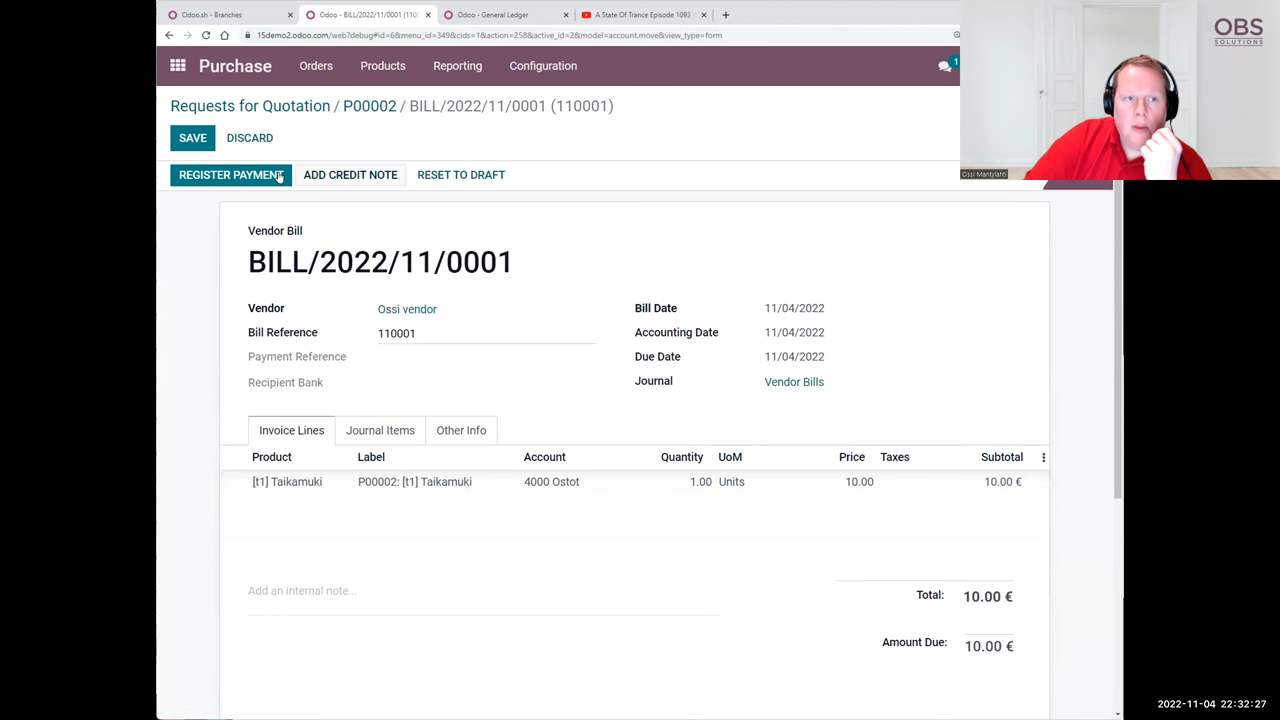 Odoo.sh - Branches
Odoo - BILL/2022/11/0001 (110
Odoo - General Ledger
A State Of Trance Episode 1093
15demo2.odoo.com/web?debug#id=6&menu_id=349&cids=1&action=258&active_id=2&model=account.move&view_type=form
Purchase Orders Products Reporting Configuration 1
Requests for Quotation / P00002 / BILL/2022/11/0001 (110001)
SAVE DISCARD
REGISTER PAYMENT ADD CREDIT NOTE RESET TO DRAFT
OBS
SOLUTIONS
Ossi Mantylahti
Vendor Bill
BILL/2022/11/0001
Vendor Ossi vendor Bill Date 11/04/2022
Bill Reference 110001 Accounting Date 11/04/2022
Payment Reference Due Date 11/04/2022
Recipient Bank Journal Vendor Bills
Invoice Lines Journal Items Other Info
Product Label Account Quantity UoM Price Taxes Subtotal
[t1] Taikamuki P00002: [t1] Taikamuki 4000 Ostot 1.00 Units 10.00 10.00 €
Add an internal note...
Total: 10.00 €
Amount Due: 10.00 €
2022-11-04 22:32:27